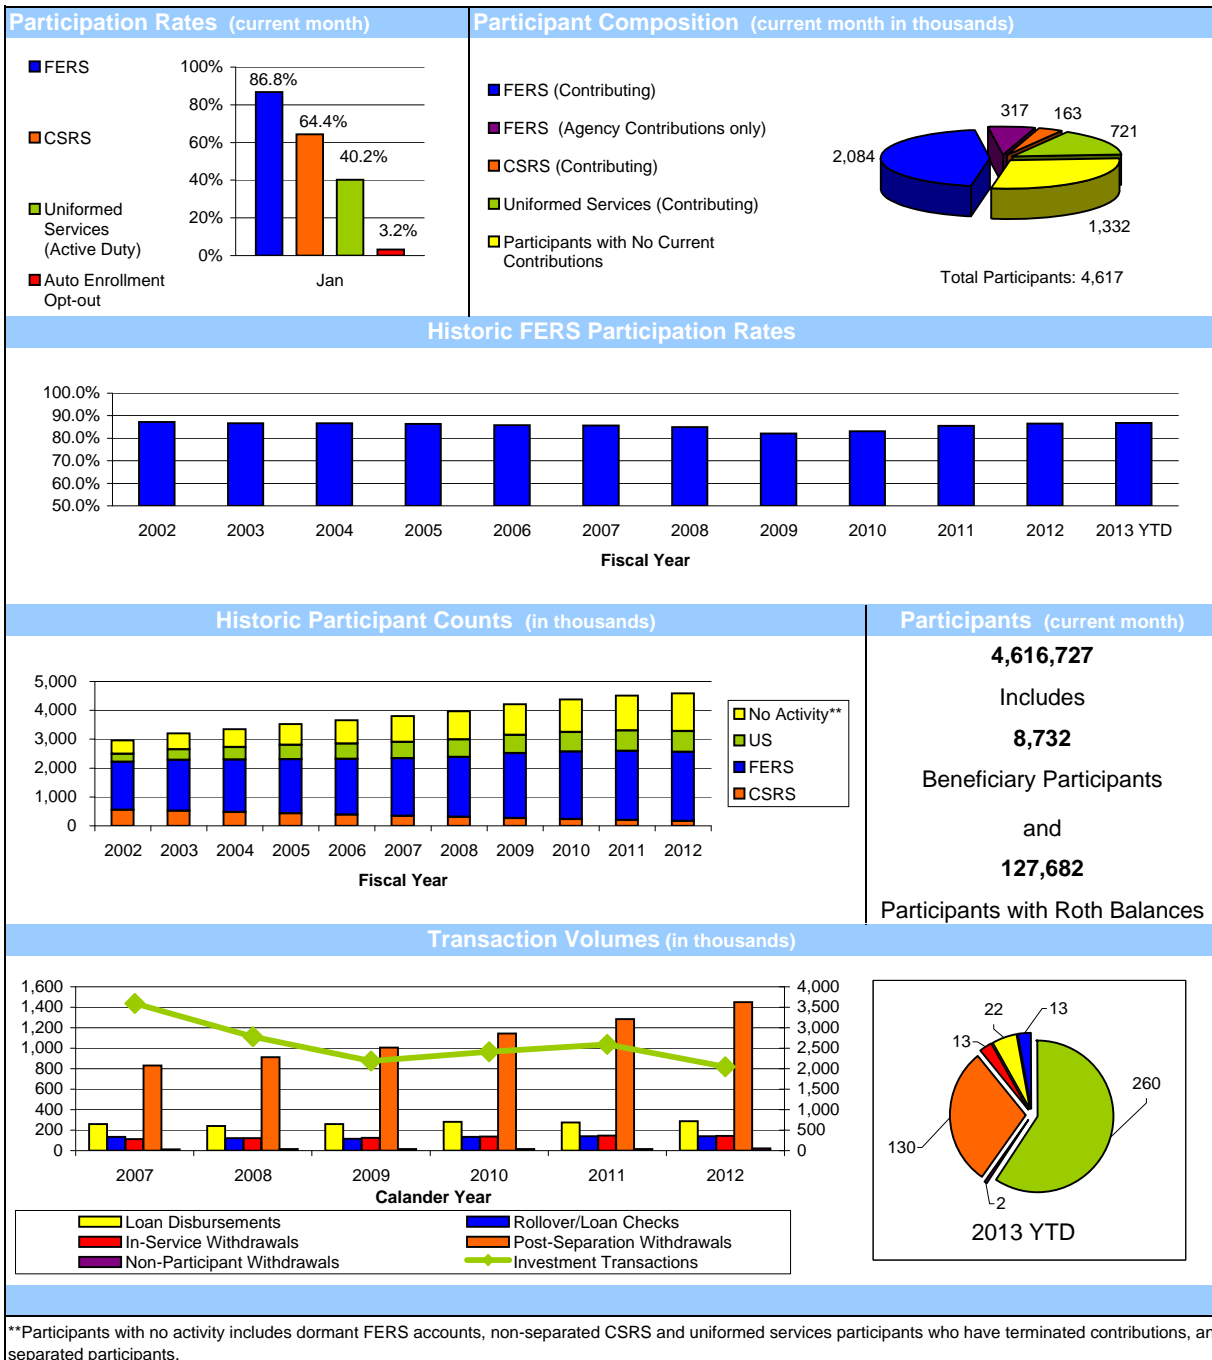 Participation Rates (current month)
FERS
CSRS
Uniformed
Services
(Active Duty)
Auto Enrollment
Opt-out
100%
80%
60%
40%
20%
0%
86.8%
64.4%
40.2%
3.2%
Jan
Participant Composition (current month in thousands)
FERS (Contributing)
FERS (Agency Contributions only)
CSRS (Contributing)
Uniformed Services (Contributing)
Participants with No Current
Contributions
317
163
721
2,084
1,332
Total Participants: 4,617
Historic FERS Participation Rates
100.0%
90.0%
80.0%
70.0%
60.0%
50.0%
2002 2003 2004 2005 2006 2007 2008 2009 2010 2011 2012 2013 YTD
Fiscal Year
Historic Participant Counts (in thousands)
5,000
4,000
3,000
2,000
1,000
0
2002 2003 2004 2005 2006 2007 2008 2009 2010 2011 2012
Fiscal Year
No Activity**
US
FERS
CSRS
Participants (current month)
4,616,727
Includes
8,732
Beneficiary Participants
and
127,682
Participants with Roth Balances
Transaction Volumes (in thousands)
1,600
1,400
1,200
1,000
800
600
400
200
0
4,000
3,500
3,000
2,500
2,000
1,500
1,000
500
0
2007 2008 2009 2010 2011 2012
Calander Year
Loan Disbursements
Rollover/Loan Checks
In-Service Withdrawals
Post-Separation Withdrawals
Non-Participant Withdrawals
Investment Transactions
22
13
13
260
130
2
2013 YTD
**Participants with no activity includes dormant FERS accounts, non-separated CSRS and uniformed services participants who have terminated contributions, an
separated participants.